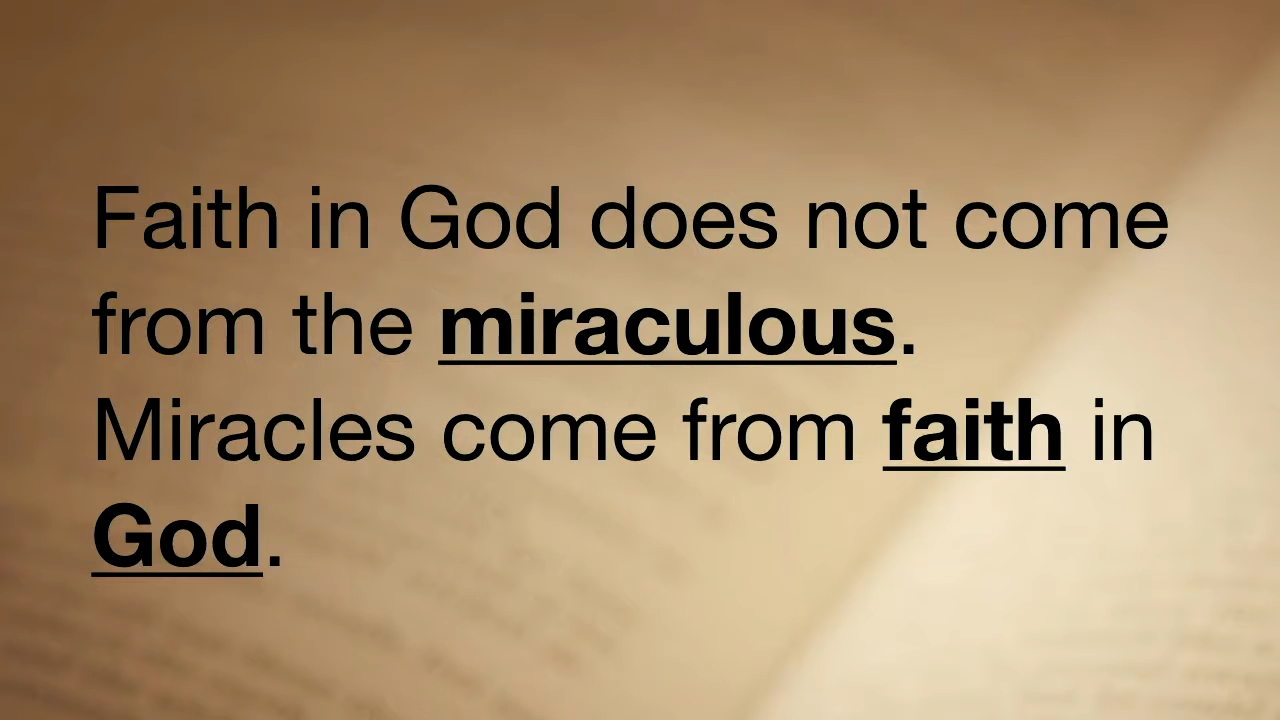 Faith in God does not come
from the miraculous.
Miracles come from faith in
God.